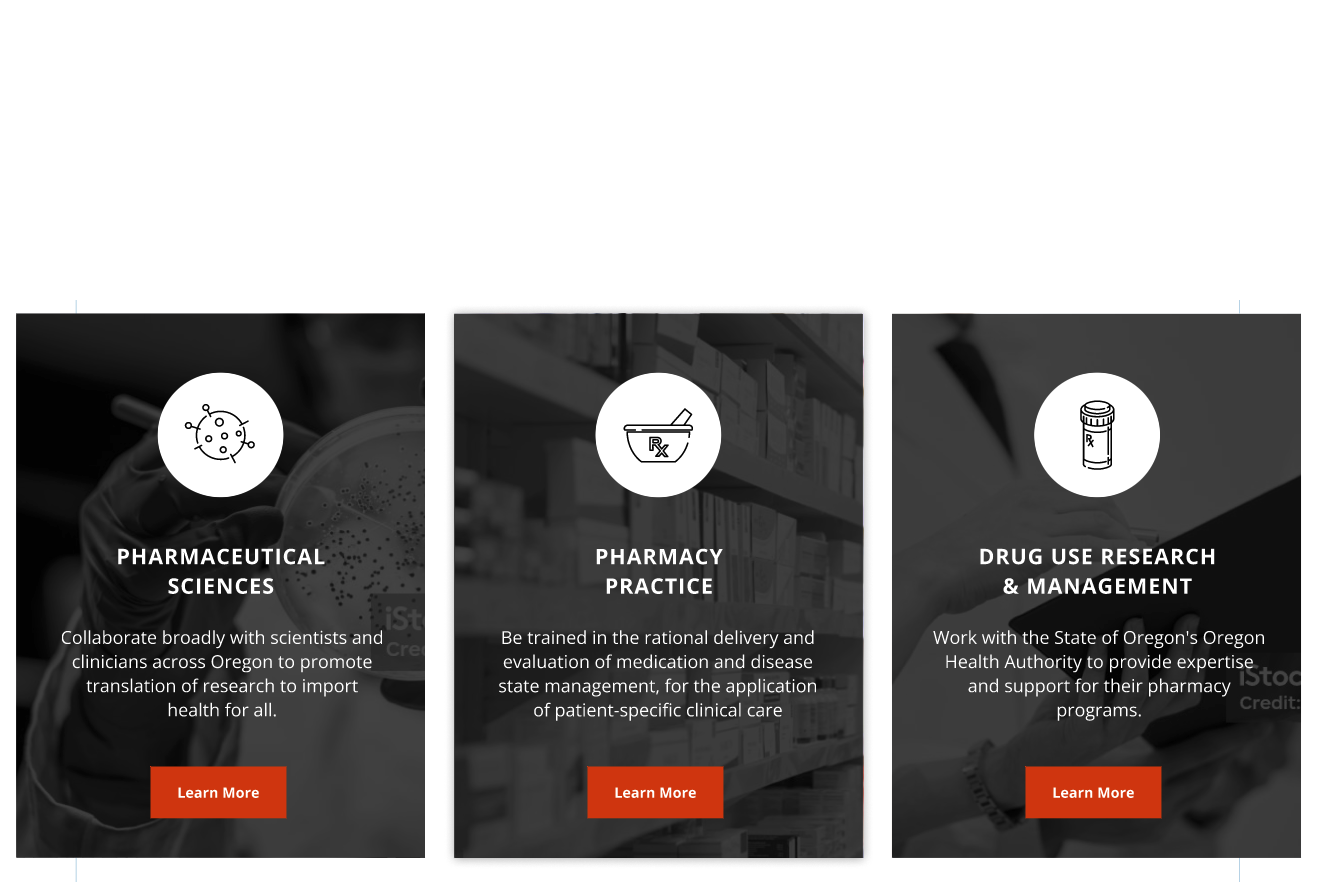 PHARMACEUTICAL
SCIENCES
Collaborate broadly with scientists and
clinicians across Oregon to promote
translation of research to import
health for all.
Learn More
Rx
PHARMACY
PRACTICE
Be trained in the rational delivery and
evaluation of medication and disease
state management, for the application
of patient-specific clinical care
Learn More
Rx
DRUG USE RESEARCH
& MANAGEMENT
Work with the State of Oregon's Oregon
Health Authority to provide expertise
and support for their pharmacy
programs.
Learn More
Credit: